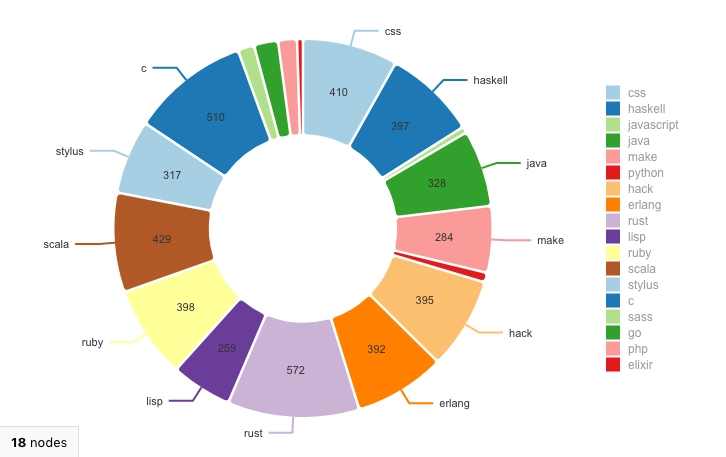 css
haskell
java
make
hack
erlang
rust
lisp
ruby
scala
stylus
c
410
397
328
284
395
392
572
259
398
429
317
510
css
haskell
javascript
java
make
python
hack
erlang
rust
lisp
ruby
scala
stylus
c
sass
go
php
elixir
18 nodes